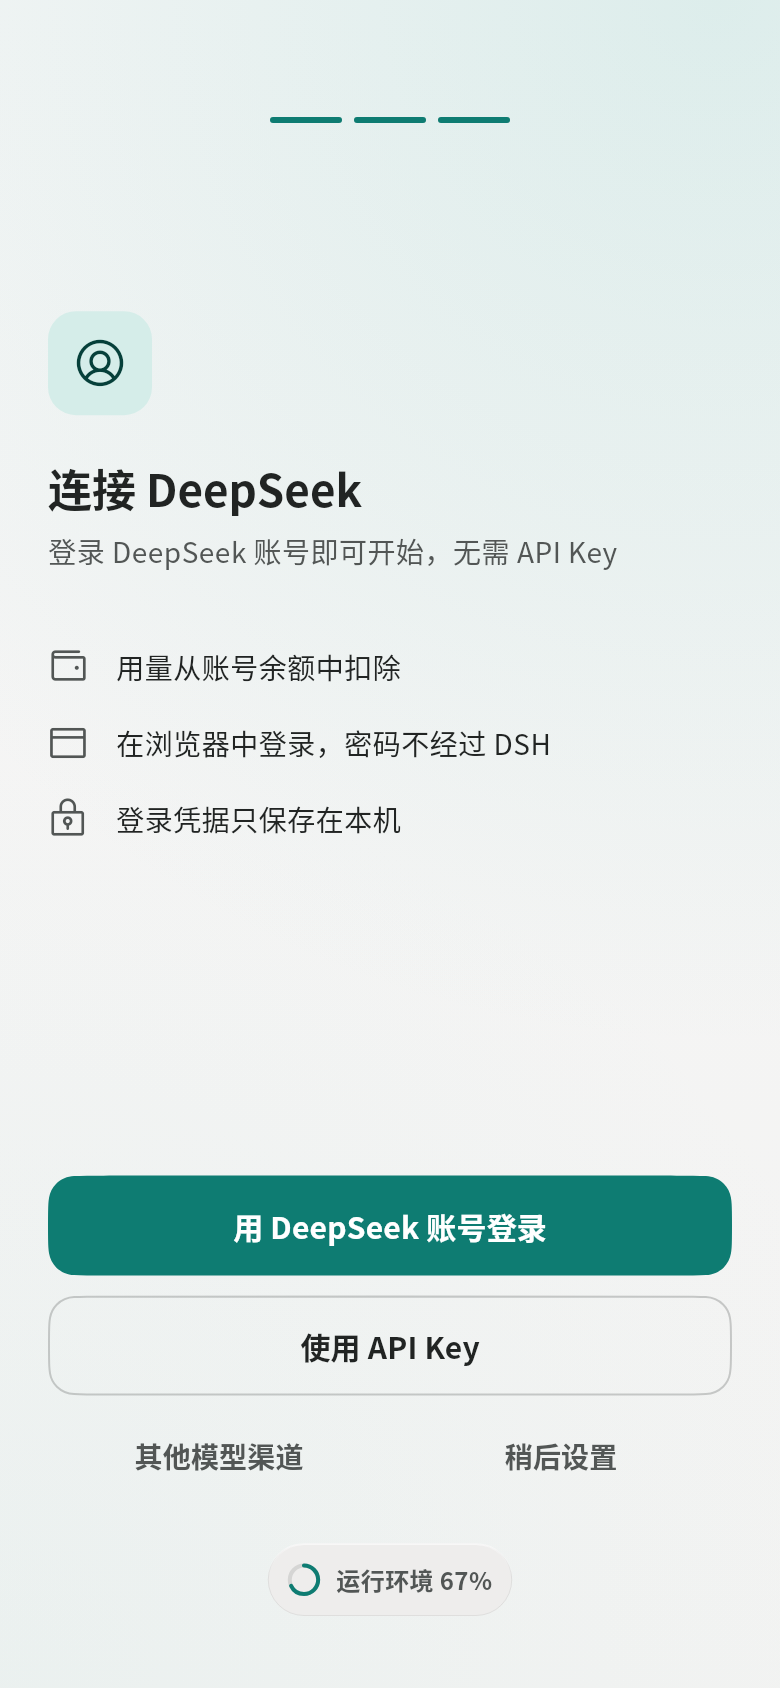 连接 DeepSeek
登录 DeepSeek 账号即可开始，无需 API Key
用量从账号余额中扣除
在浏览器中登录，密码不经过 DSH
登录凭据只保存在本机
用 DeepSeek 账号登录
使用 API Key
其他模型渠道
稍后设置
运行环境 67%